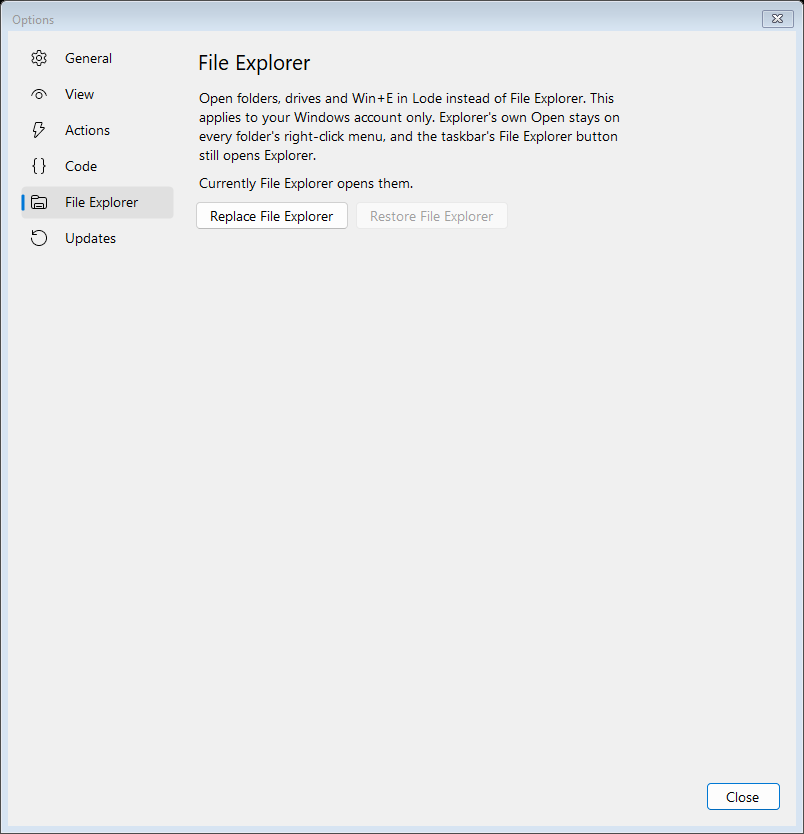 Options
General
View
Actions
Code
File Explorer
Updates
File Explorer
Open folders, drives and Win+E in Lode instead of File Explorer. This
applies to your Windows account only. Explorer's own Open stays on
every folder's right-click menu, and the taskbar's File Explorer button
still opens Explorer.
Currently File Explorer opens them.
Replace File Explorer
Restore File Explorer
Close